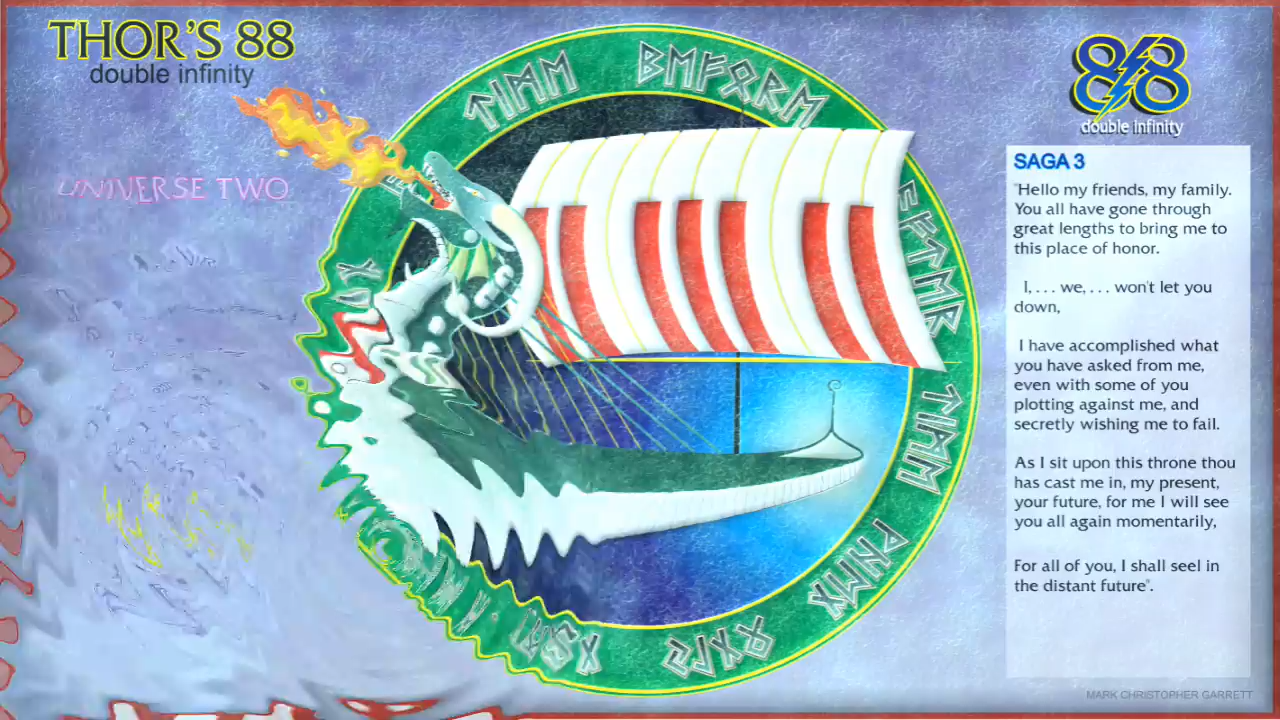 THOR'S 88
double infinity
UNIVERSE TWO
88
double infinity
SAGA 3
"Hello my friends, my family.
You all have gone through
great lengths to bring me to
this place of honor.
I, . . . we, . . . won't let you
down,
I have accomplished what
you have asked from me,
even with some of you
plotting against me, and
secretly wishing me to fail.
As I sit upon this throne thou
has cast me in, my present,
your future, for me I will see
you all again momentarily,
For all of you, I shall seel in
the distant future".
MARK CHRISTOPHER GARRETT